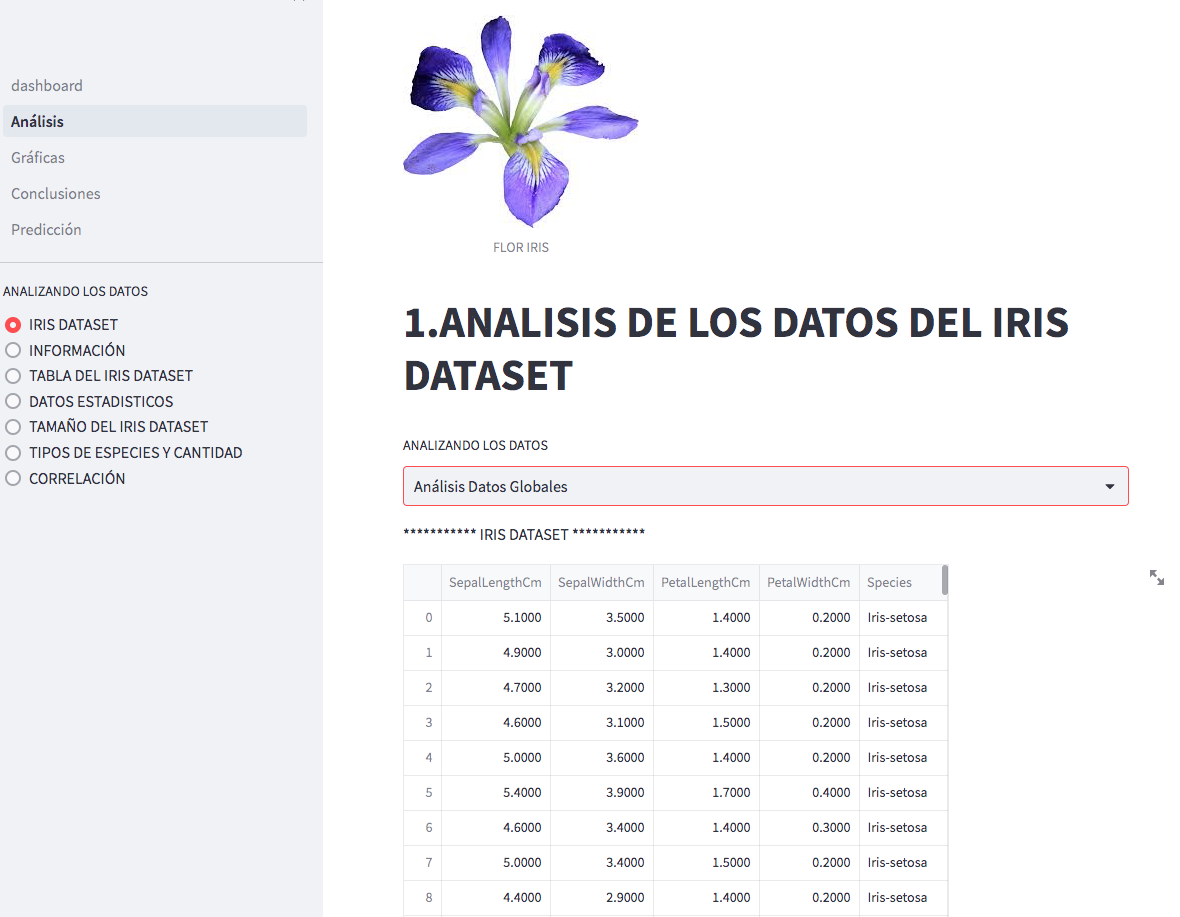 dashboard
Análisis
Gráficas
Conclusiones
Predicción
ANALIZANDO LOS DATOS
IRIS DATASET
INFORMACIÓN
TABLA DEL IRIS DATASET
DATOS ESTADISTICOS
TAMAÑO DEL IRIS DATASET
TIPOS DE ESPECIES Y CANTIDAD
CORRELACIÓN
FLOR IRIS
1.ANALISIS DE LOS DATOS DEL IRIS
DATASET
ANALIZANDO LOS DATOS
Análisis Datos Globales
*********** IRIS DATASET ***********
SepalLengthCm SepalWidthCm PetalLengthCm PetalWidthCm Species
0 5.1000 3.5000 1.4000 0.2000 Iris-setosa
1 4.9000 3.0000 1.4000 0.2000 Iris-setosa
2 4.7000 3.2000 1.3000 0.2000 Iris-setosa
3 4.6000 3.1000 1.5000 0.2000 Iris-setosa
4 5.0000 3.6000 1.4000 0.2000 Iris-setosa
5 5.4000 3.9000 1.7000 0.4000 Iris-setosa
6 4.6000 3.4000 1.4000 0.3000 Iris-setosa
7 5.0000 3.4000 1.5000 0.2000 Iris-setosa
8 4.4000 2.9000 1.4000 0.2000 Iris-setosa